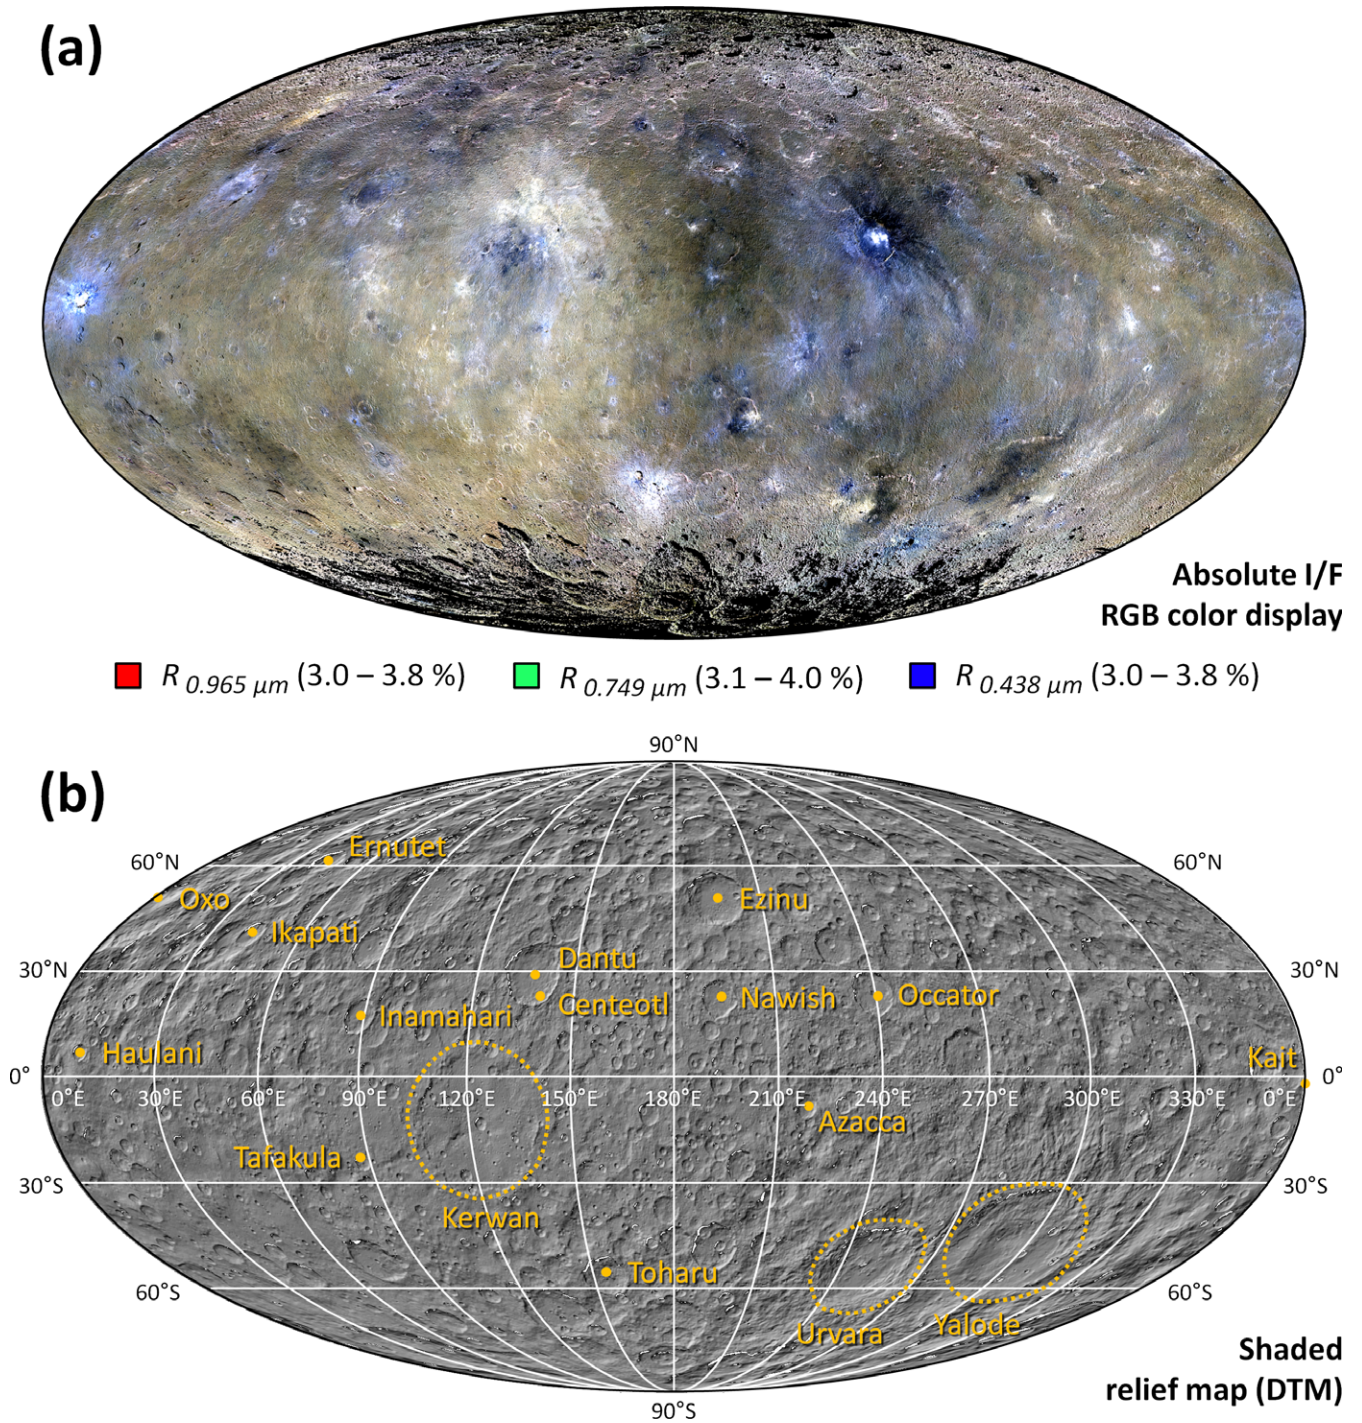 (a)
Absolute I/F
RGB color display
R 0.965 μm (3.0 – 3.8 %) R 0.749 μm (3.1 – 4.0 %) R 0.438 μm (3.0 – 3.8 %)
90°N
(b)
Ernutet
60°N 60°N
Oxo Ezinu
Ikapati
Dantu
30°N 30°N
Centeotl Nawish Occator
Inamahari
Haulani Kait
0° 0°
0°E 30°E 60°E 90°E 120°E 150°E 180°E 210°E 240°E 270°E 300°E 330°E 0°E
Azacca
Tafakula
30°S 30°S
Kerwan
Toharu
60°S 60°S
Urvara Yalode
Shaded
relief map (DTM)
90°S